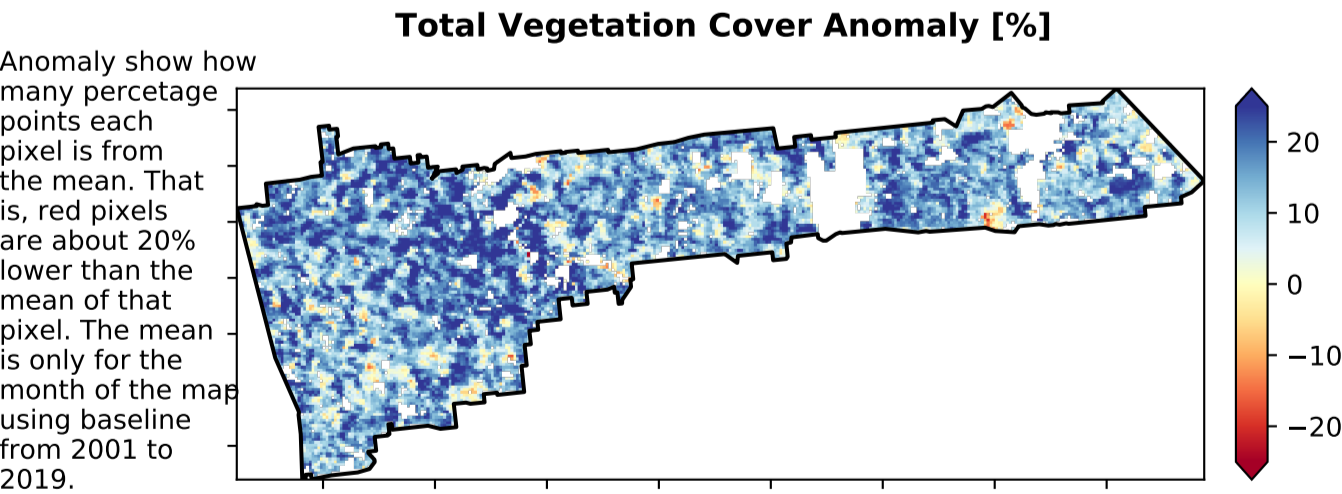 Total Vegetation Cover Anomaly [%]
Anomaly show how
many percetage
points each
pixel is from
the mean. That
is, red pixels
are about 20%
lower than the
mean of that
pixel. The mean
is only for the
month of the map
using baseline
from 2001 to
2019.
20
10
0
−10
−20